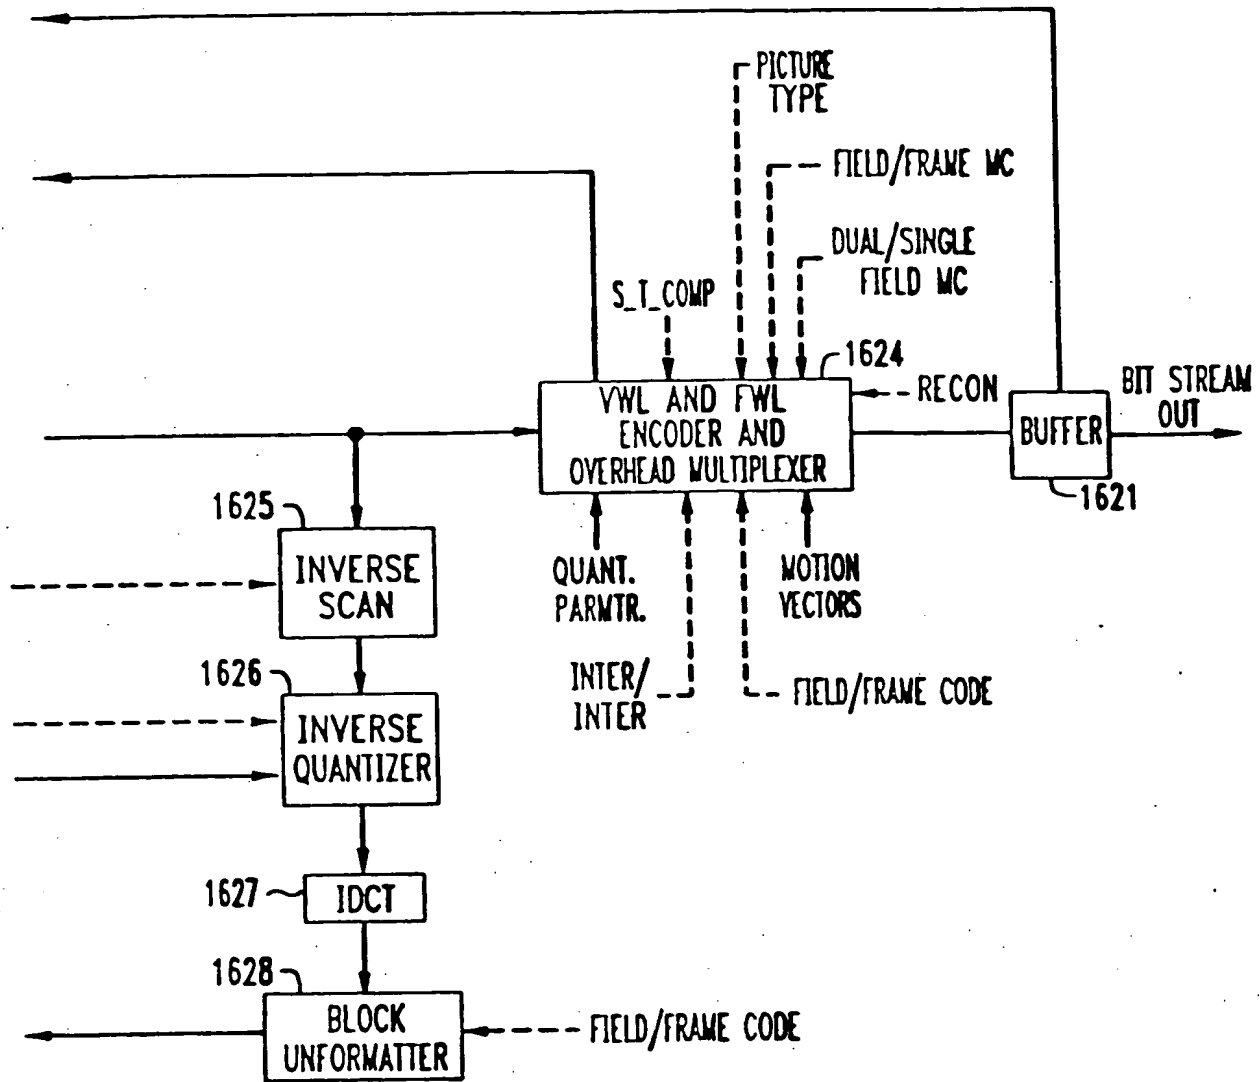 PICTURE
TYPE
FIELD/FRAME MC
DUAL/SINGLE
FIELD MC
S_T_COMP
1624
RECON
BIT STREAM
OUT
VWL AND FWL
ENCODER AND
OVERHEAD MULTIPLEXER
BUFFER
1621
1625
INVERSE
SCAN
QUANT.
PARMTR.
MOTION
VECTORS
1626
INTER/
INTER
FIELD/FRAME CODE
INVERSE
QUANTIZER
1627
IDCT
1628
BLOCK
UNFORMATTER
FIELD/FRAME CODE